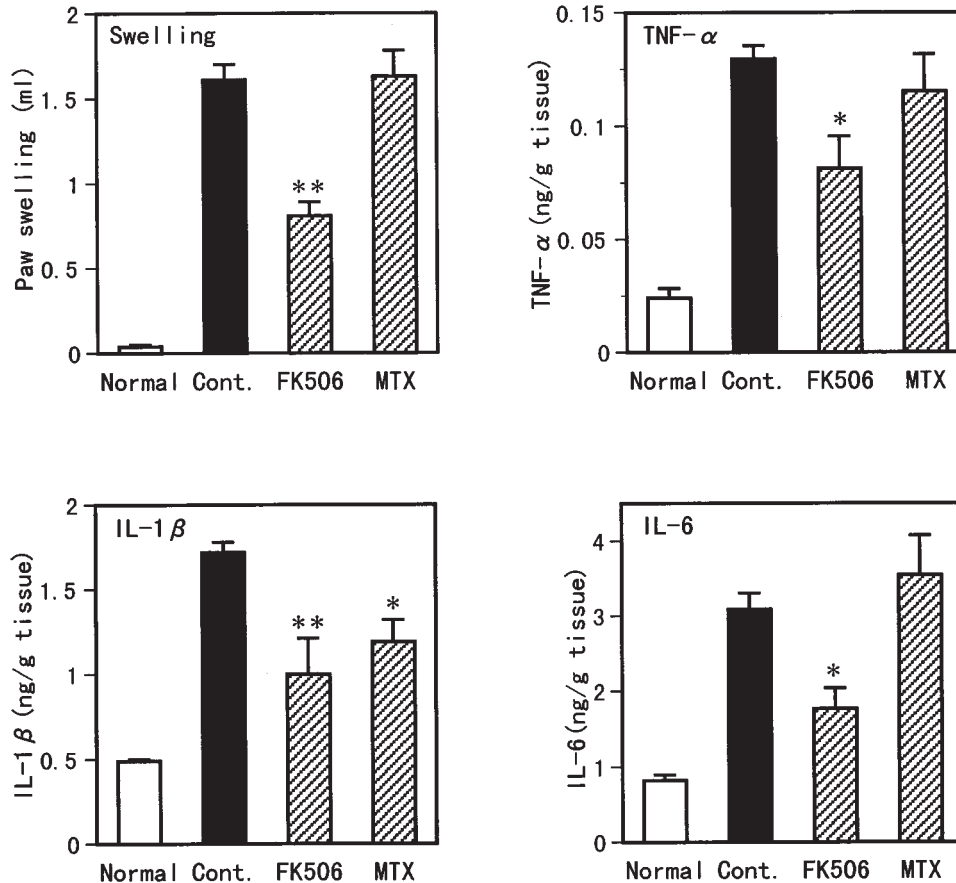 Swelling
Paw swelling (ml)
2
1.5
1
0.5
0
**
Normal Cont. FK506 MTX
TNF-α
TNF-α (ng/g tissue)
0.15
0.1
0.05
0
*
Normal Cont. FK506 MTX
IL-1β
IL-1β (ng/g tissue)
2
1.5
1
0.5
0
**
*
Normal Cont. FK506 MTX
IL-6
IL-6 (ng/g tissue)
4
3
2
1
0
*
Normal Cont. FK506 MTX